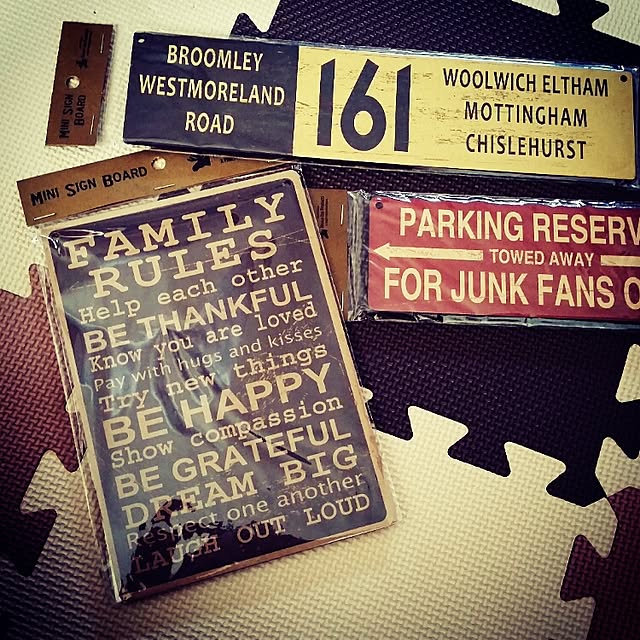 MINI SIGN BOARD
BROOMLEY
WESTMORELAND
ROAD
161
WOOLWICH ELTHAM
MOTTINGHAM
CHISLEHURST
MINI SIGN BOARD
FAMILY
RULES
Help each other
BE THANKFUL
Know you are loved
Pay with hugs and kisses
Try new things
BE HAPPY
Show compassion
BE GRATEFUL
DREAM BIG
Respect one another
LAUGH OUT LOUD
PARKING RESERV
TOWED AWAY
FOR JUNK FANS O